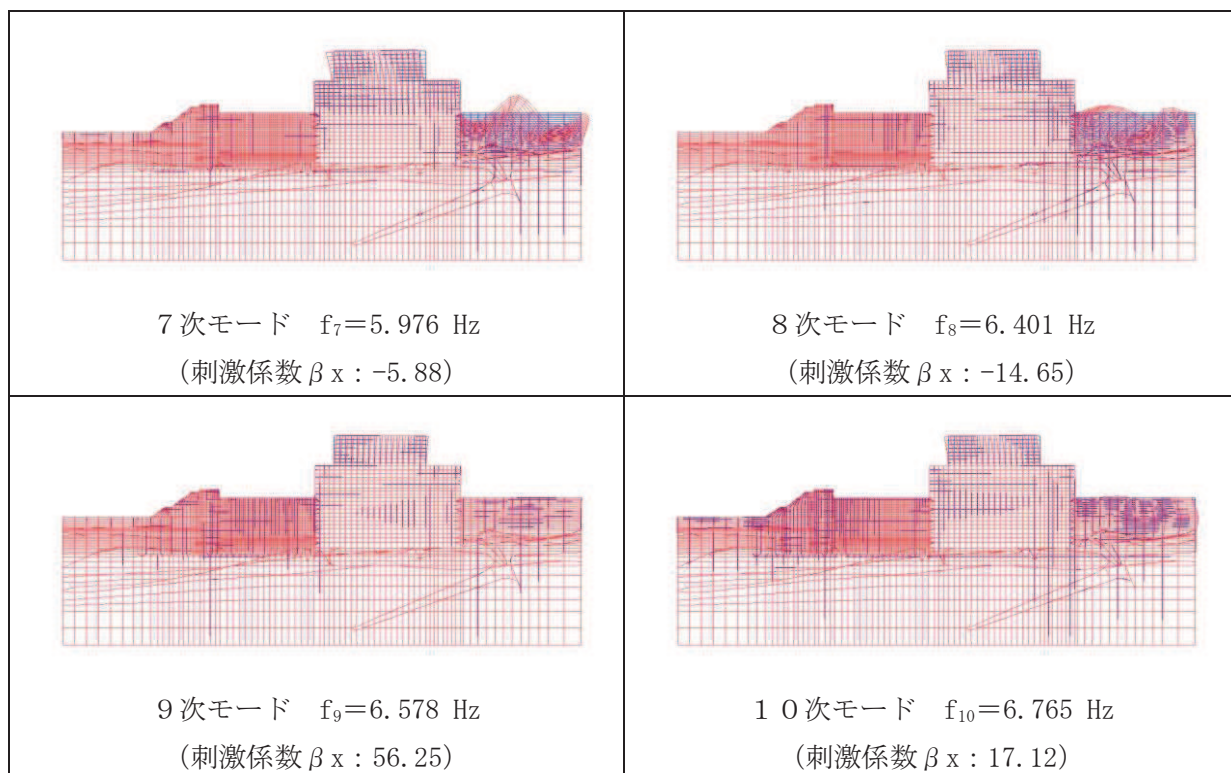 ７次モード　f₇＝5.976 Hz
(刺激係数βx：-5.88)
８次モード　f₈＝6.401 Hz
(刺激係数βx：-14.65)
９次モード　f₉＝6.578 Hz
(刺激係数βx：56.25)
１０次モード　f₁₀＝6.765 Hz
(刺激係数βx：17.12)